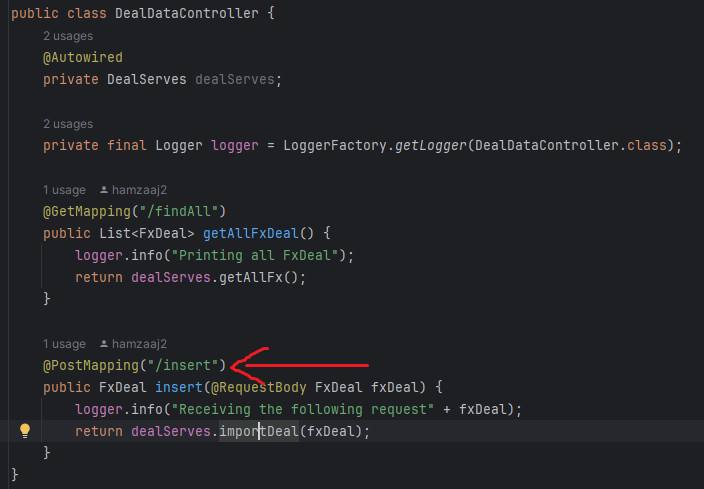 public class DealDataController {
2 usages
@Autowired
private DealServes dealServes;
2 usages
private final Logger logger = LoggerFactory.getLogger(DealDataController.class);
1 usage hamzaaj2
@GetMapping("/findAll")
public List<FxDeal> getAllFxDeal() {
logger.info("Printing all FxDeal");
return dealServes.getAllFx();
}
1 usage hamzaaj2
@PostMapping("/insert")
public FxDeal insert(@RequestBody FxDeal fxDeal) {
logger.info("Receiving the following request" + fxDeal);
return dealServes.importDeal(fxDeal);
}
}